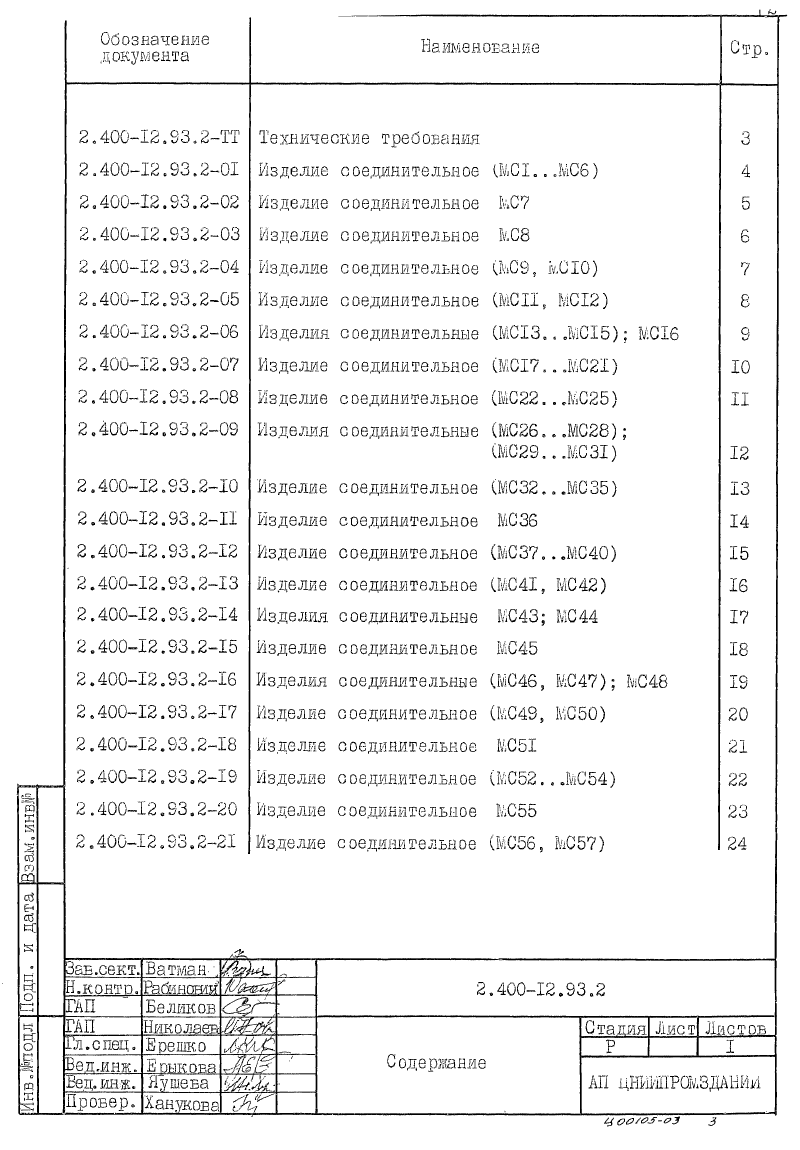 Обозначение документа | Наименование | Стр.
2.400-I2.93.2-ТТ | Технические требования | 3
2.400-I2.93.2-0I | Изделие соединительное (МСI...МС6) | 4
2.400-I2.93.2-02 | Изделие соединительное МС7 | 5
2.400-I2.93.2-03 | Изделие соединительное МС8 | 6
2.400-I2.93.2-04 | Изделие соединительное (МС9, МСI0) | 7
2.400-I2.93.2-05 | Изделие соединительное (МСII, МСI2) | 8
2.400-I2.93.2-06 | Изделия соединительные (МСI3...МСI5); МСI6 | 9
2.400-I2.93.2-07 | Изделие соединительное (МСI7...МС2I) | I0
2.400-I2.93.2-08 | Изделие соединительное (МС22...МС25) | II
2.400-I2.93.2-09 | Изделия соединительные (МС26...МС28);
(МС29...МС3I) | I2
2.400-I2.93.2-I0 | Изделие соединительное (МС32...МС35) | I3
2.400-I2.93.2-II | Изделие соединительное МС36 | I4
2.400-I2.93.2-I2 | Изделие соединительное (МС37...МС40) | I5
2.400-I2.93.2-I3 | Изделие соединительное (МС4I, МС42) | I6
2.400-I2.93.2-I4 | Изделия соединительные МС43; МС44 | I7
2.400-I2.93.2-I5 | Изделие соединительное МС45 | I8
2.400-I2.93.2-I6 | Изделия соединительные (МС46, МС47); МС48 | I9
2.400-I2.93.2-I7 | Изделие соединительное (МС49, МС50) | 20
2.400-I2.93.2-I8 | Изделие соединительное МС5I | 21
2.400-I2.93.2-I9 | Изделие соединительное (МС52...МС54) | 22
2.400-I2.93.2-20 | Изделие соединительное МС55 | 23
2.400-I2.93.2-2I | Изделие соединительное (МС56, МС57) | 24
Взам.инв№
Подп. и дата
Инв.№подл
Зав.сект. Ватман
Н.контр. Рабинович
ГАП Беликов
ГАП Николаев
Гл.спец. Ерешко
Вед.инж. Ерыкова
Вед.инж. Яушева
Провер. Ханукова
2.400-I2.93.2
Содержание
Стадия Лист Листов
Р I
АП ЦНИИПРОМЗДАНИИ
Ц00105-03 3